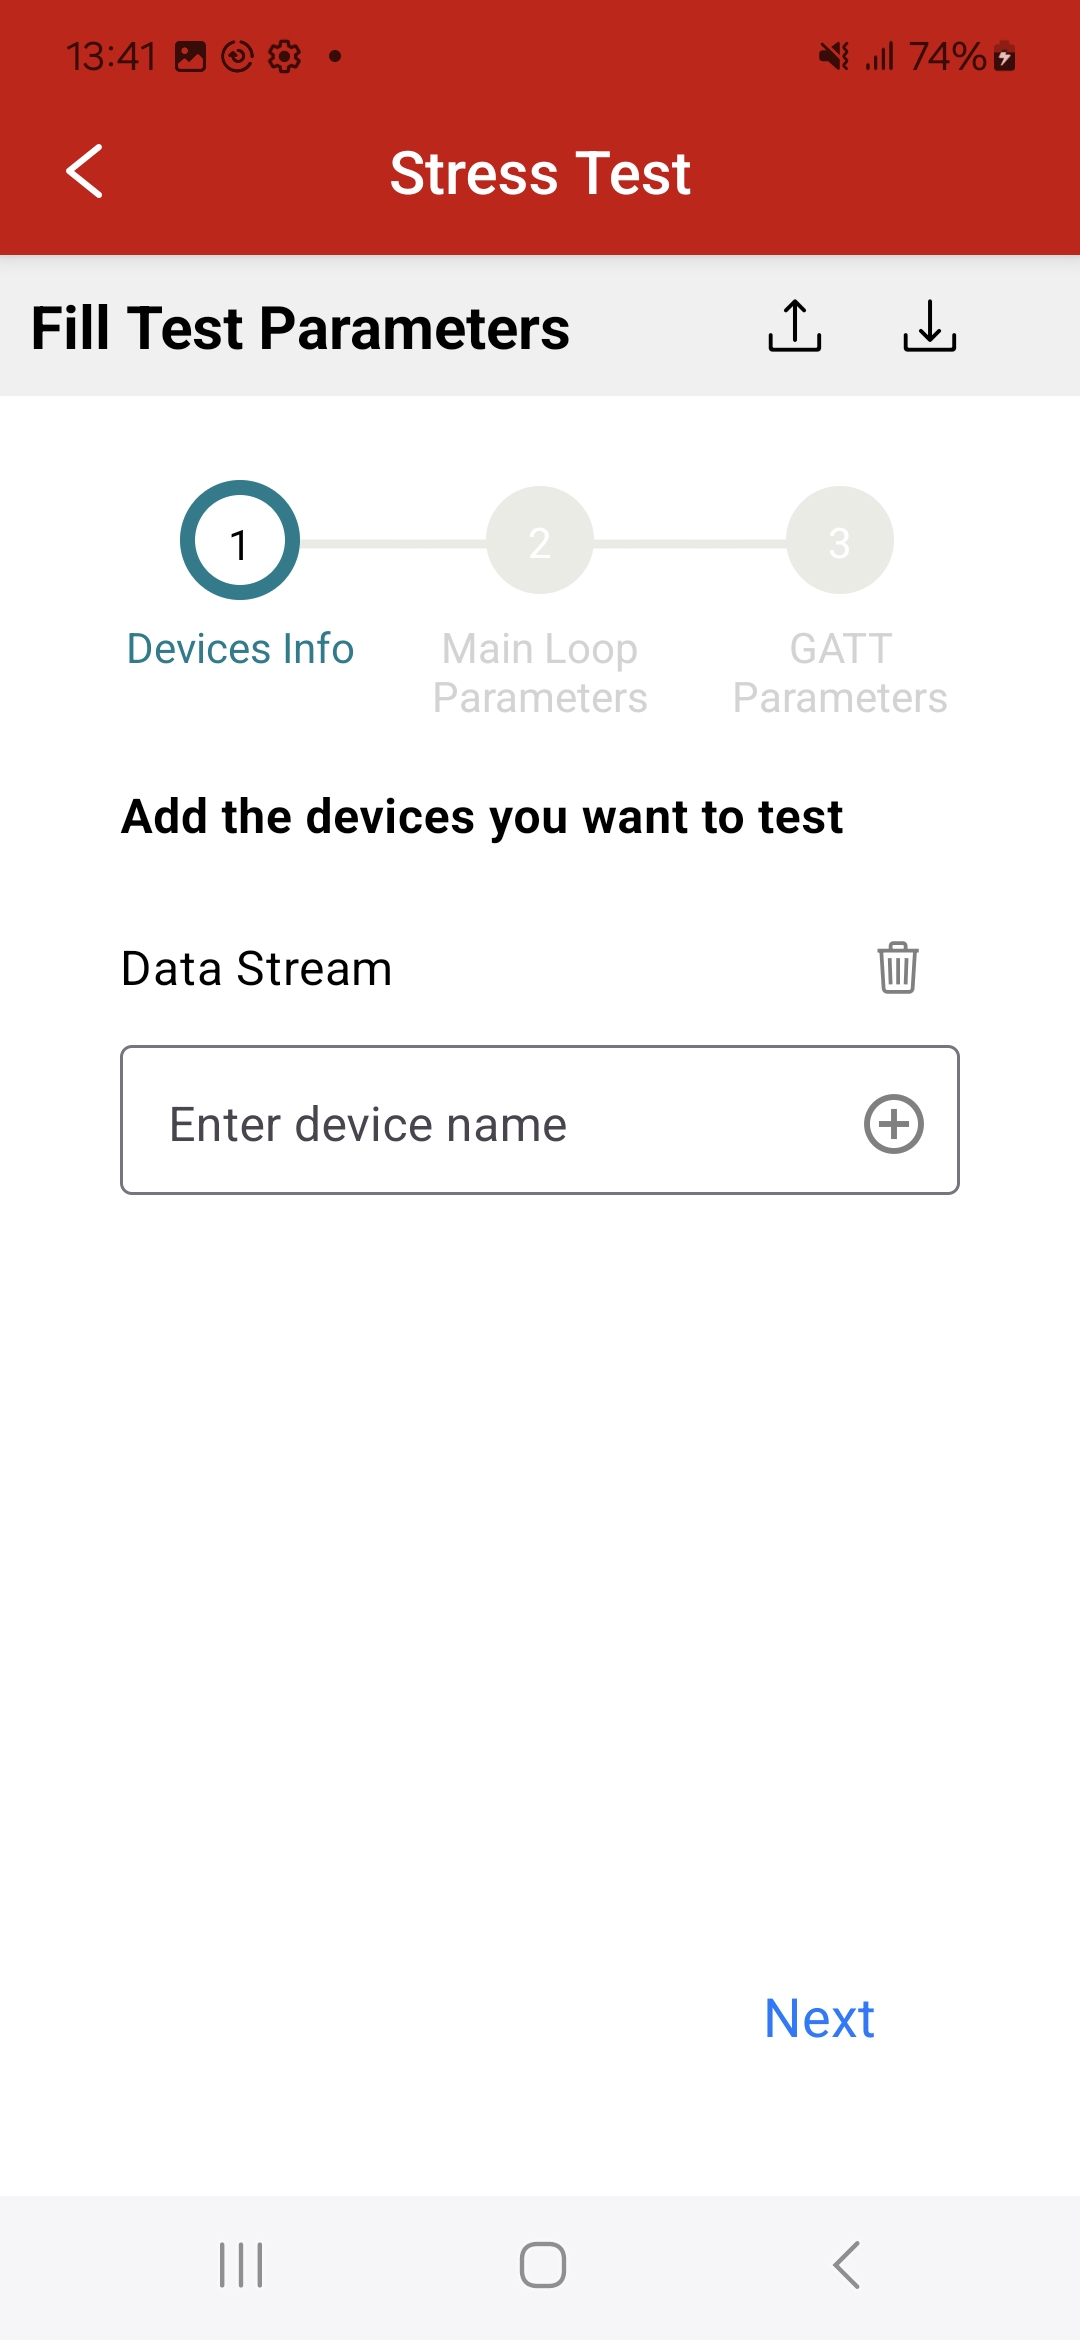 13:41
74%
Stress Test
Fill Test Parameters
1
2
3
Devices Info
Main Loop
Parameters
GATT
Parameters
Add the devices you want to test
Data Stream
Enter device name
Next